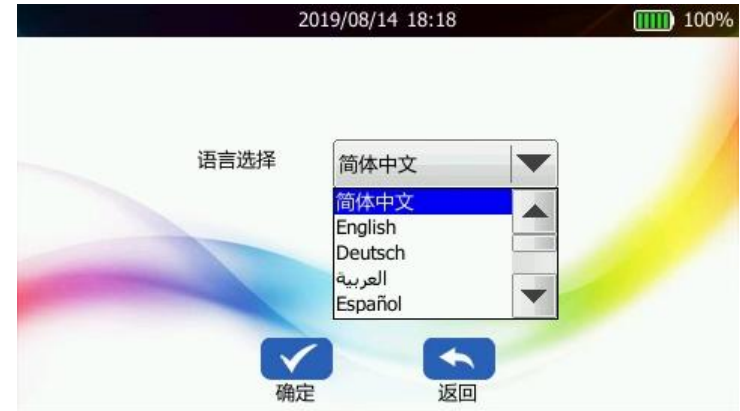 2019/08/14 18:18 100%
语言选择 简体中文
简体中文
English
Deutsch
العربية
Español
确定 返回